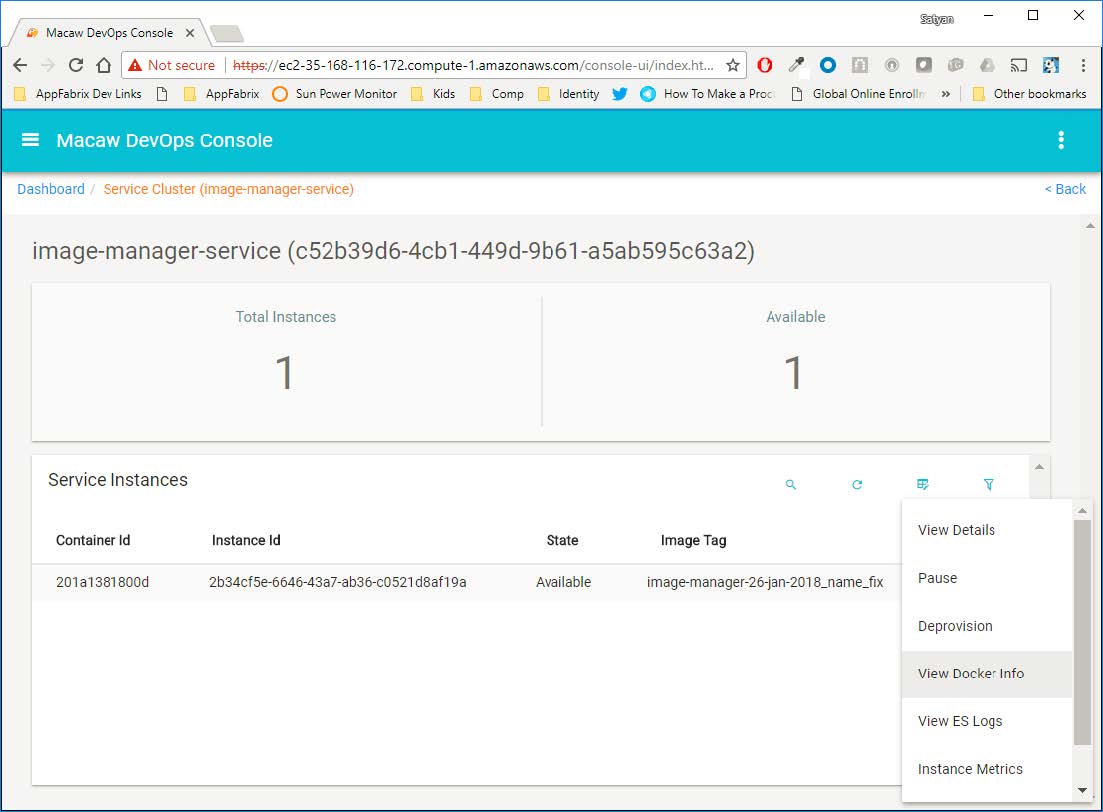 Satyan
Macaw DevOps Console
Not secure https://ec2-35-168-116-172.compute-1.amazonaws.com/console-ui/index.ht...
AppFabrix Dev Links AppFabrix Sun Power Monitor Kids Comp Identity How To Make a Proc Global Online Enrollm » Other bookmarks
Macaw DevOps Console
Dashboard / Service Cluster (image-manager-service) < Back
image-manager-service (c52b39d6-4cb1-449d-9b61-a5ab595c63a2)
Total Instances Available
1 1
Service Instances
Container Id Instance Id State Image Tag
201a1381800d 2b34cf5e-6646-43a7-ab36-c0521d8af19a Available image-manager-26-jan-2018_name_fix
View Details
Pause
Deprovision
View Docker Info
View ES Logs
Instance Metrics